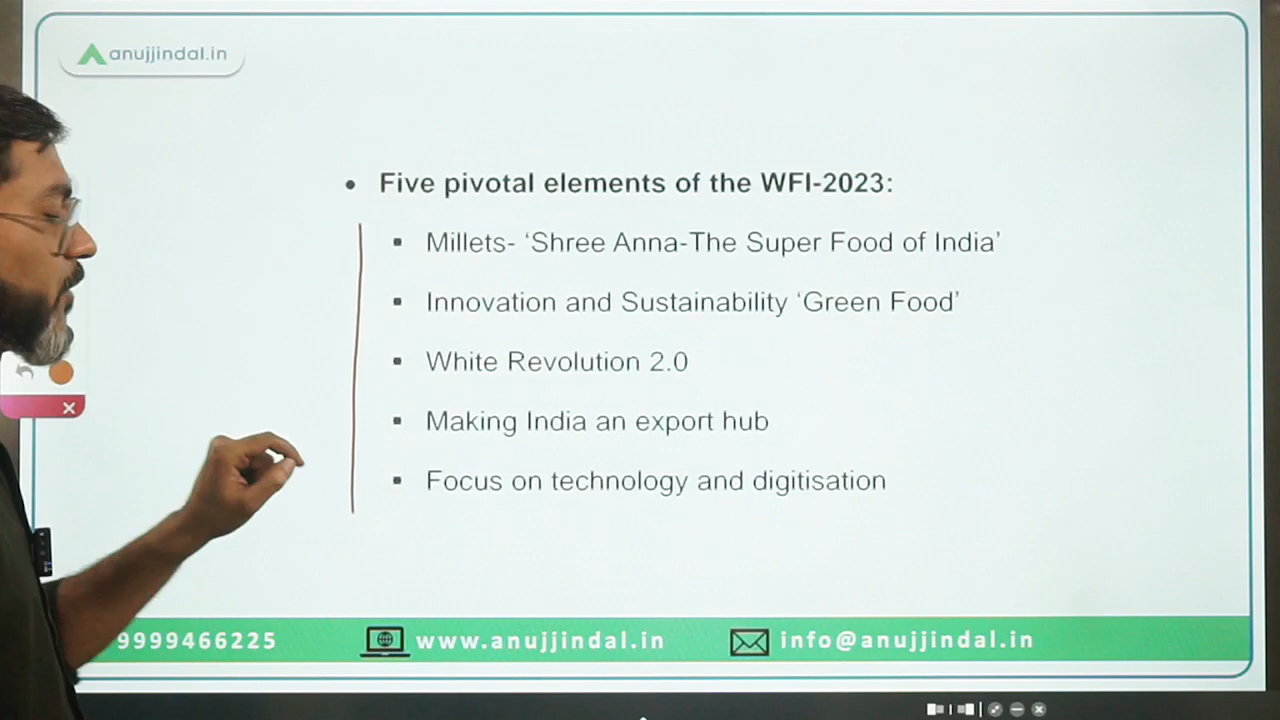 anujjindal.in
• Five pivotal elements of the WFI-2023:
▪ Millets- ‘Shree Anna-The Super Food of India’
▪ Innovation and Sustainability ‘Green Food’
▪ White Revolution 2.0
▪ Making India an export hub
▪ Focus on technology and digitisation
9999466225 www.anujjindal.in info@anujjindal.in